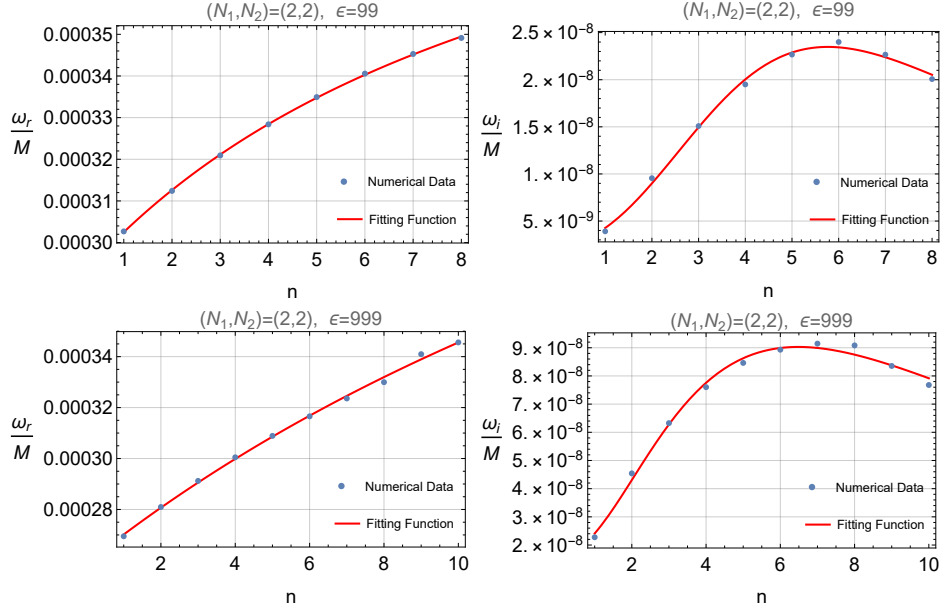 (N₁,N₂)=(2,2), ϵ=99
ω_r/M
0.00035
0.00034
0.00033
0.00032
0.00031
0.00030
Numerical Data
Fitting Function
1 2 3 4 5 6 7 8
n
(N₁,N₂)=(2,2), ϵ=99
ω_i/M
2.5×10⁻⁸
2.×10⁻⁸
1.5×10⁻⁸
1.×10⁻⁸
5.×10⁻⁹
Numerical Data
Fitting Function
1 2 3 4 5 6 7 8
n
(N₁,N₂)=(2,2), ϵ=999
ω_r/M
0.00034
0.00032
0.00030
0.00028
Numerical Data
Fitting Function
2 4 6 8 10
n
(N₁,N₂)=(2,2), ϵ=999
ω_i/M
9.×10⁻⁸
8.×10⁻⁸
7.×10⁻⁸
6.×10⁻⁸
5.×10⁻⁸
4.×10⁻⁸
3.×10⁻⁸
2.×10⁻⁸
Numerical Data
Fitting Function
2 4 6 8 10
n